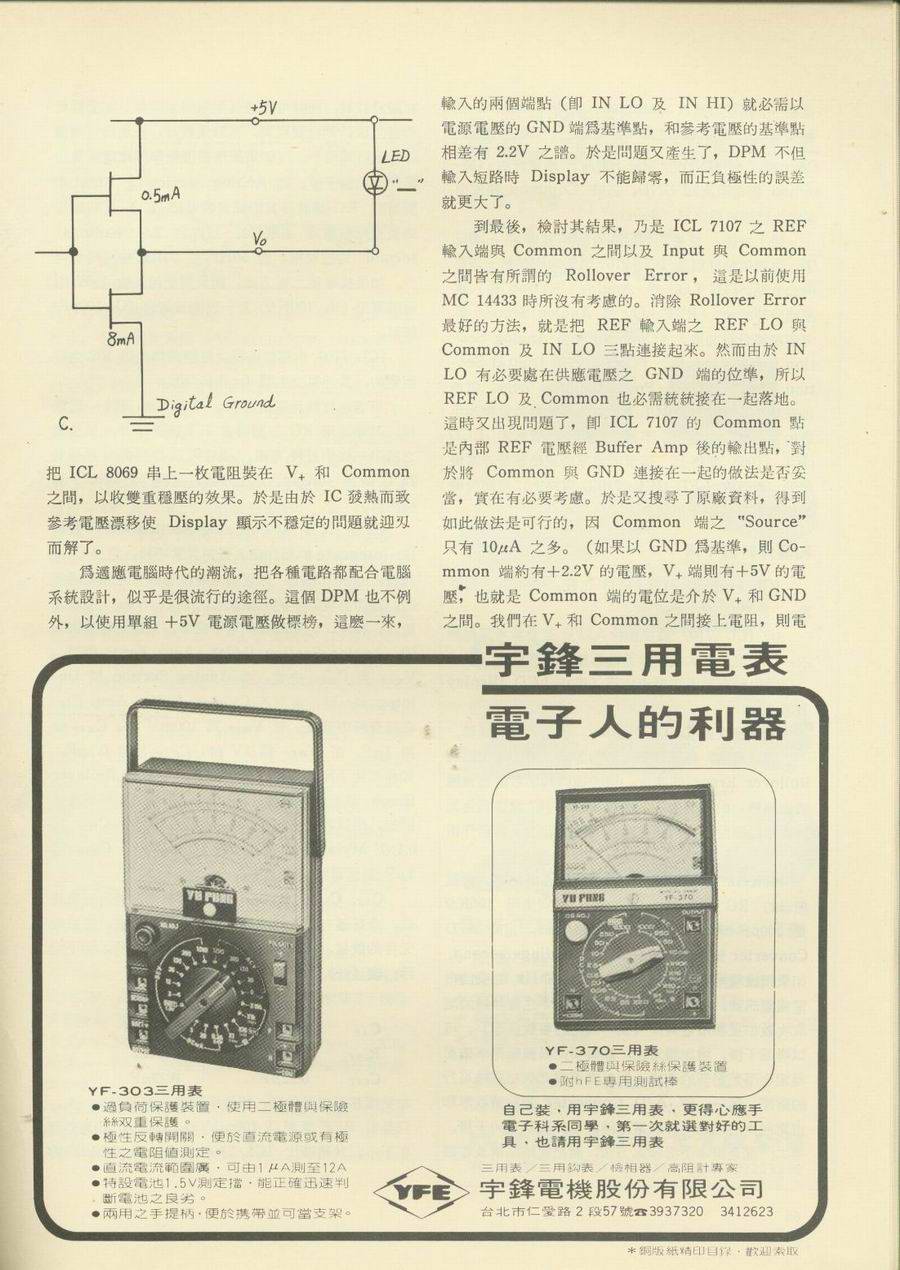 +5V
LED
"—"
0.5mA
Vo
8mA
Digital Ground
C.
把 ICL 8069 串上一枚電阻裝在 V+ 和 Common
之間，以收雙重穩壓的效果。於是由於 IC 發熱而致
參考電壓漂移使 Display 顯示不穩定的問題就迎刄
而解了。
爲適應電腦時代的潮流，把各種電路都配合電腦
系統設計，似乎是很流行的途徑。這個 DPM 也不例
外，以使用單組 +5V 電源電壓做標榜，這麽一來，
輸入的兩個端點 (卽 IN LO 及 IN HI) 就必需以
電源電壓的 GND 端爲基準點，和參考電壓的基準點
相差有 2.2V 之譜。於是問題又產生了，DPM 不但
輸入短路時 Display 不能歸零，而正負極性的誤差
就更大了。
到最後，檢討其結果，乃是 ICL 7107 之 REF
輸入端與 Common 之間以及 Input 與 Common
之間皆有所謂的 Rollover Error，這是以前使用
MC 14433 時所沒有考慮的。消除 Rollover Error
最好的方法，就是把 REF 輸入端之 REF LO 與
Common 及 IN LO 三點連接起來。然而由於 IN
LO 有必要處在供應電壓之 GND 端的位準，所以
REF LO 及 Common 也必需統統接在一起落地。
這時又出現問題了，卽 ICL 7107 的 Common 點
是內部 REF 電壓經 Buffer Amp 後的輸出點，對
於將 Common 與 GND 連接在一起的做法是否妥
當，實在有必要考慮。於是又搜尋了原廠資料，得到
如此做法是可行的，因 Common 端之 "Source"
只有 10μA 之多。（如果以 GND 爲基準，則 Co-
mmon 端約有+2.2V 的電壓，V+ 端則有+5V 的電
壓，也就是 Common 端的電位是介於 V+ 和 GND
之間。我們在 V+ 和 Common 之間接上電阻，則電
宇鋒三用電表
電子人的利器
YU FUNG
YU FUNG
YF-370
OUTPUT
YF-303三用表
●過負荷保護裝置．使用二極體與保險
絲双重保護。
●極性反轉開關．便於直流電源或有極
性之電阻值測定。
●直流電流範圍廣．可由1μA測至12A
●特設電池1.5V測定擋．能正確迅速判
斷電池之良劣。
●兩用之手提柄．便於携帶並可當支架。
YF-370三用表
●二極體與保險絲保護裝置
●附hFE專用測試棒
自己裝．用宇鋒三用表．更得心應手
電子科系同學．第一次就選對好的工
具．也請用宇鋒三用表
三用表／三用鈎表／檢相器／高阻計專家
YFE
宇鋒電機股份有限公司
台北市仁愛路2段57號☎3937320 3412623
＊銅版紙精印目錄．歡迎索取